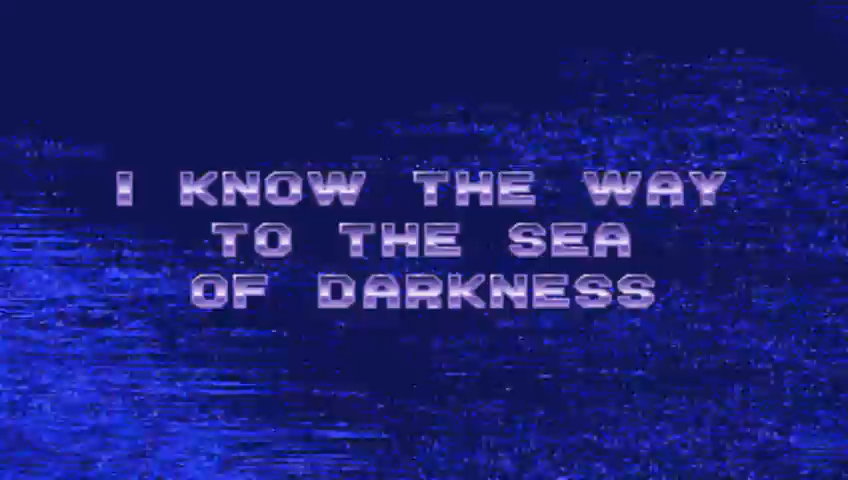 I KNOW THE WAY
TO THE SEA
OF DARKNESS